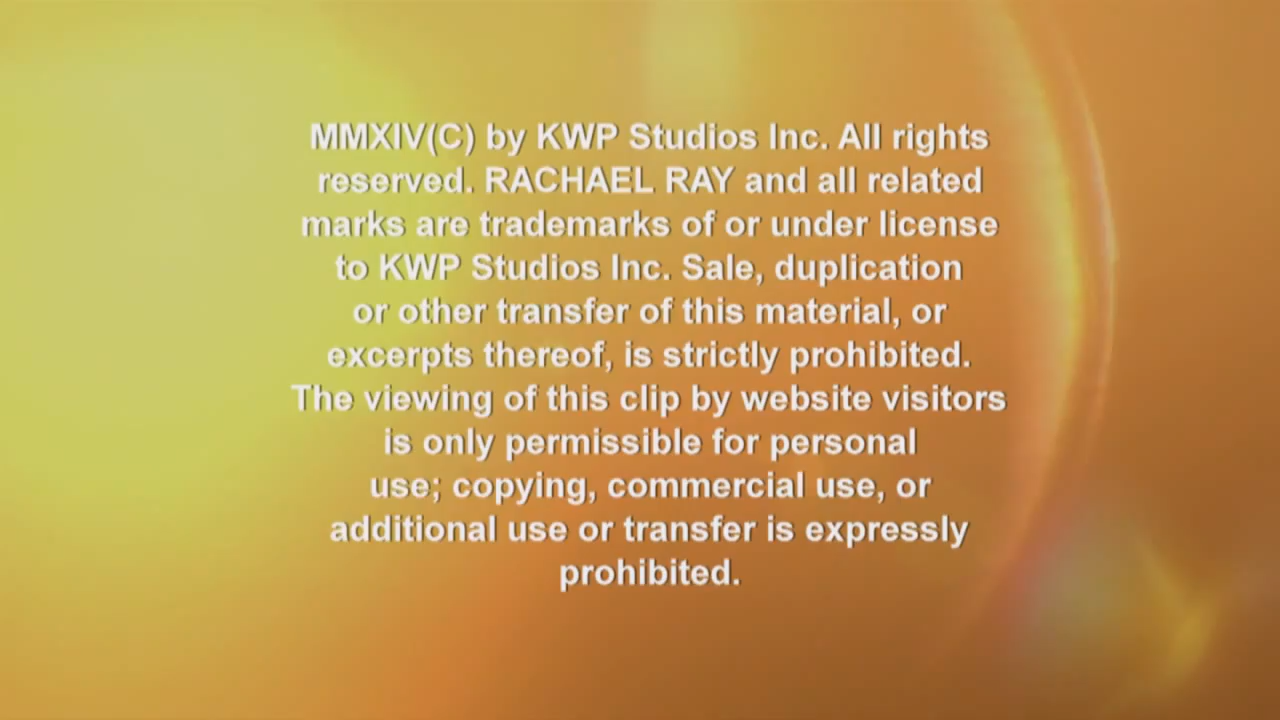 MMXIV(C) by KWP Studios Inc. All rights
reserved. RACHAEL RAY and all related
marks are trademarks of or under license
to KWP Studios Inc. Sale, duplication
or other transfer of this material, or
excerpts thereof, is strictly prohibited.
The viewing of this clip by website visitors
is only permissible for personal
use; copying, commercial use, or
additional use or transfer is expressly
prohibited.